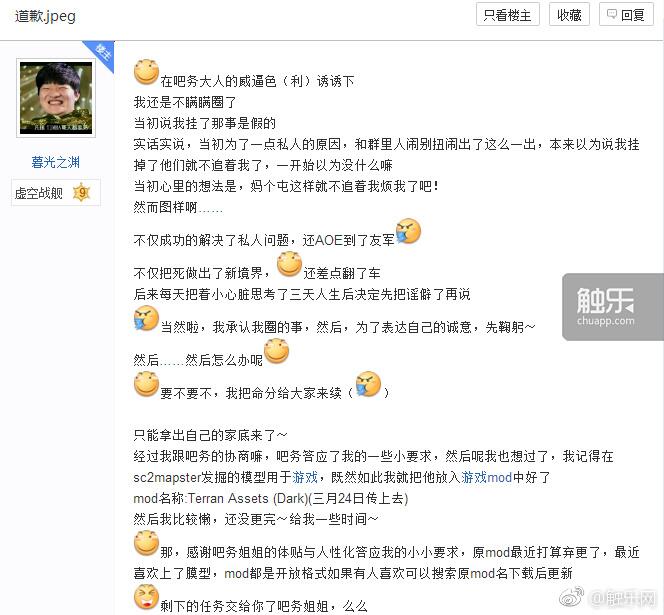 道歉.jpeg
只看楼主
收藏
回复
楼主
暮光之渊
虚空战舰 9
在吧务大人的威逼色（利）诱诱下
我还是不瞒瞒圈了
当初说我挂了那事是假的
实话实说，当初为了一点私人的原因，和群里人闹别扭闹出了这么一出，本来以为说我挂
掉了他们就不追着我了，一开始以为没什么嘛
当初心里的想法是，妈个屯这样就不追着我烦我了吧！
然而图样啊……
不仅成功的解决了私人问题，还AOE到了友军
不仅把死做出了新境界，还差点翻了车
后来每天把着小心脏思考了三天人生后决定先把谣僻了再说
当然啦，我承认我圈的事，然后，为了表达自己的诚意，先鞠躬~
然后……然后怎么办呢
要不要不，我把命分给大家来续（）
只能拿出自己的家底来了~
经过我跟吧务的协商嘛，吧务答应了我的一些小要求，然后呢我也想过了，我记得在
sc2mapster发掘的模型用于游戏，既然如此我就把他放入游戏mod中好了
mod名称:Terran Assets (Dark)(三月24日传上去)
然后我比较懒，还没更完~给我一些时间~
那，感谢吧务姐姐的体贴与人性化答应我的小小要求，原mod最近打算弃更了，最近
喜欢上了膜型，mod都是开放格式如果有人喜欢可以搜索原mod名下载后更新
剩下的任务交给你了吧务姐姐，么么
触乐
chuapp.com
@触乐网